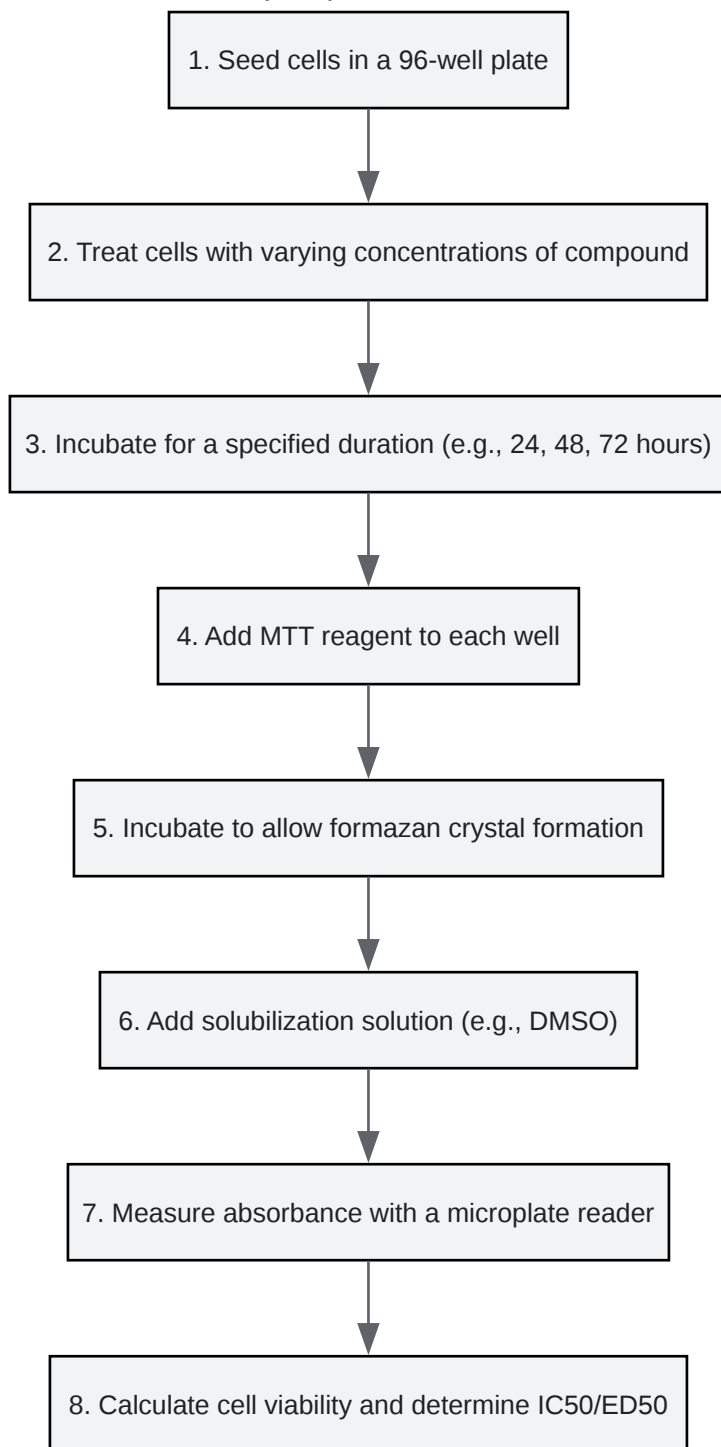 1. Seed cells in a 96-well plate
2. Treat cells with varying concentrations of compound
3. Incubate for a specified duration (e.g., 24, 48, 72 hours)
4. Add MTT reagent to each well
5. Incubate to allow formazan crystal formation
6. Add solubilization solution (e.g., DMSO)
7. Measure absorbance with a microplate reader
8. Calculate cell viability and determine IC50/ED50